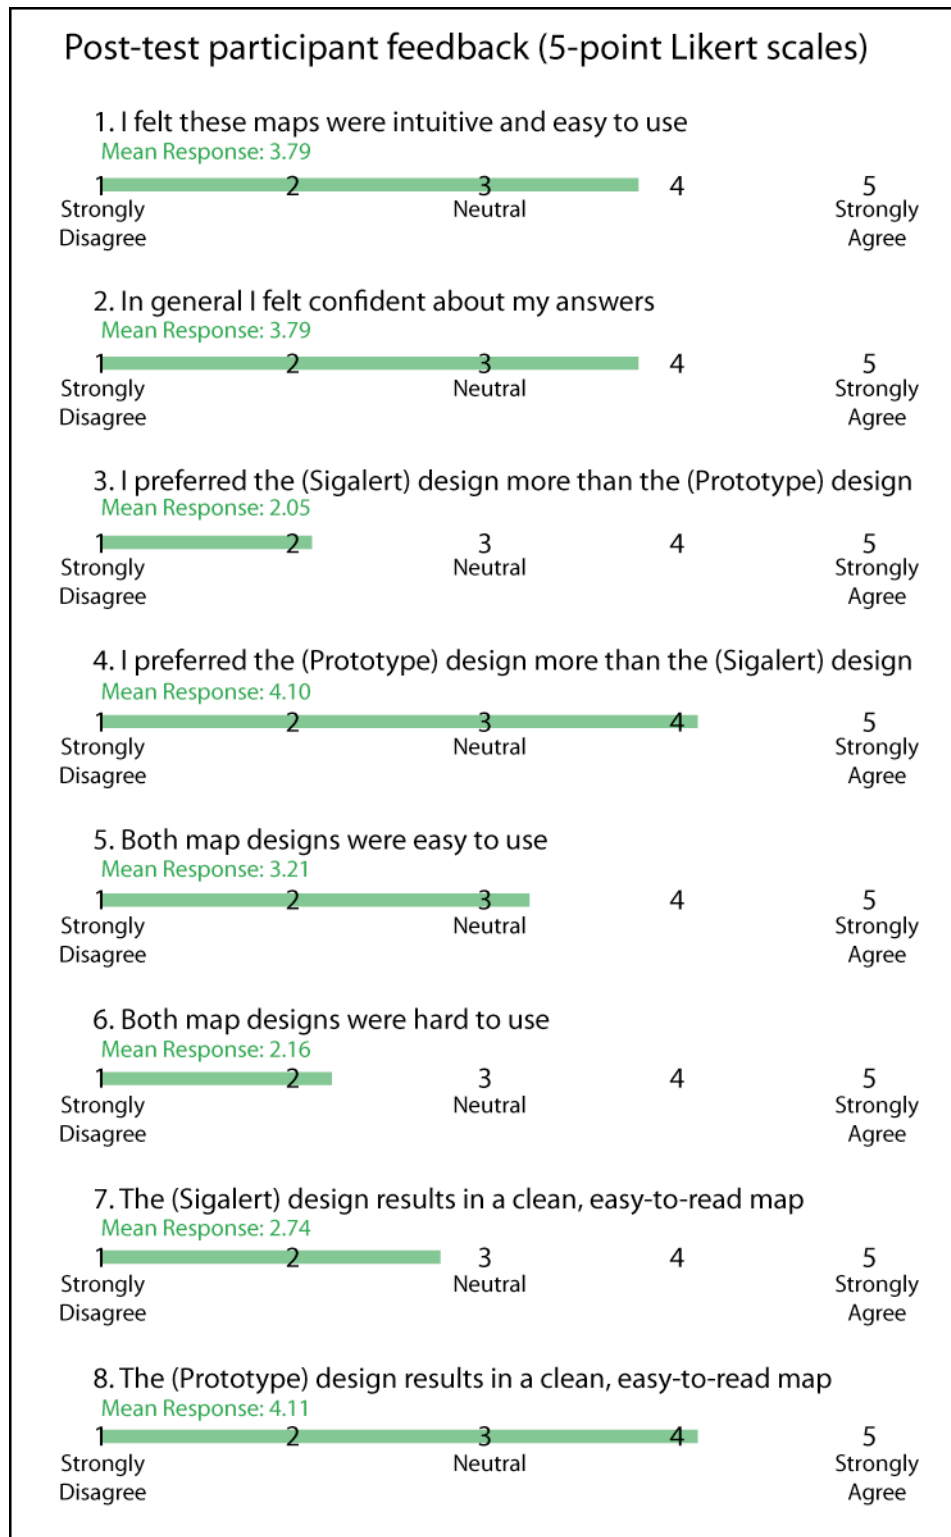 Post-test participant feedback (5-point Likert scales)
1. I felt these maps were intuitive and easy to use
Mean Response: 3.79
1 2 3 4 5
Strongly Disagree Neutral Strongly Agree
2. In general I felt confident about my answers
Mean Response: 3.79
1 2 3 4 5
Strongly Disagree Neutral Strongly Agree
3. I preferred the (Sigalert) design more than the (Prototype) design
Mean Response: 2.05
1 2 3 4 5
Strongly Disagree Neutral Strongly Agree
4. I preferred the (Prototype) design more than the (Sigalert) design
Mean Response: 4.10
1 2 3 4 5
Strongly Disagree Neutral Strongly Agree
5. Both map designs were easy to use
Mean Response: 3.21
1 2 3 4 5
Strongly Disagree Neutral Strongly Agree
6. Both map designs were hard to use
Mean Response: 2.16
1 2 3 4 5
Strongly Disagree Neutral Strongly Agree
7. The (Sigalert) design results in a clean, easy-to-read map
Mean Response: 2.74
1 2 3 4 5
Strongly Disagree Neutral Strongly Agree
8. The (Prototype) design results in a clean, easy-to-read map
Mean Response: 4.11
1 2 3 4 5
Strongly Disagree Neutral Strongly Agree